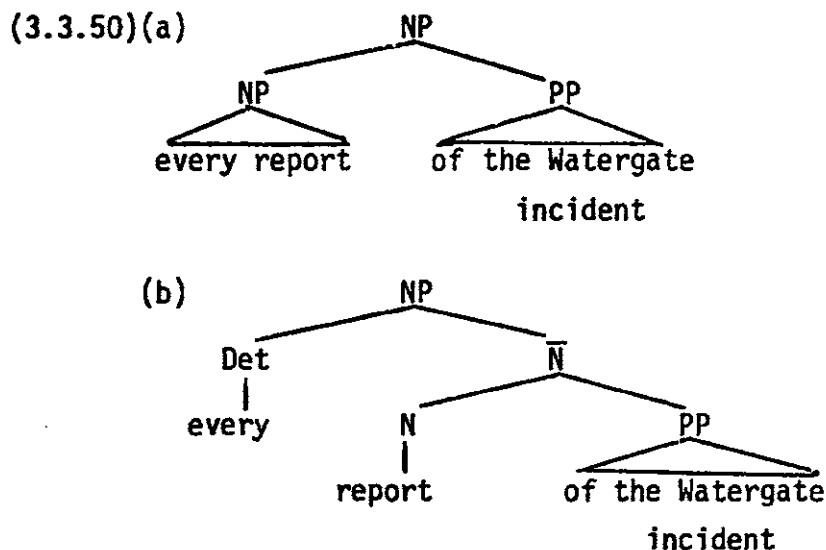 (3.3.50)(a) NP
NP PP
every report of the Watergate
incident
(b) NP
Det N̅
every N PP
report of the Watergate
incident